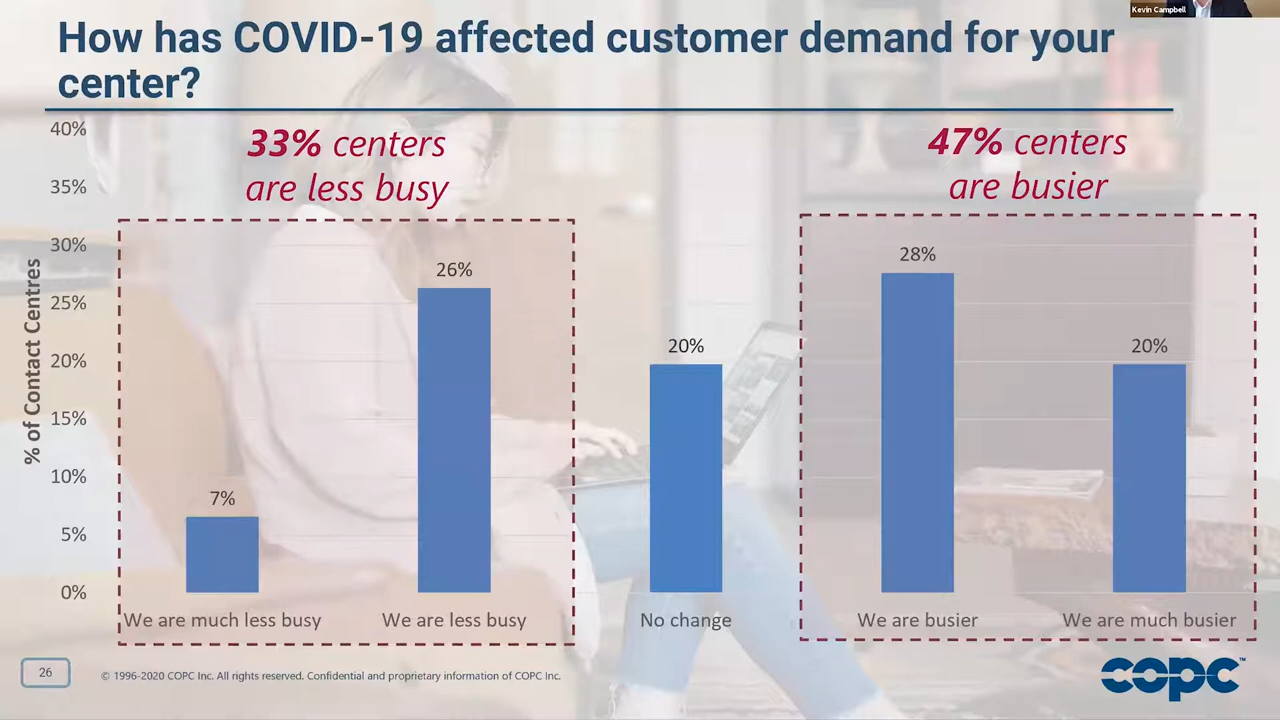 Kevin Campbell
How has COVID-19 affected customer demand for your
center?
33% centers
are less busy
47% centers
are busier
% of Contact Centres
40%
35%
30%
25%
20%
15%
10%
5%
0%
7%
26%
20%
28%
20%
We are much less busy
We are less busy
No change
We are busier
We are much busier
26
© 1996-2020 COPC Inc. All rights reserved. Confidential and proprietary information of COPC Inc.
copc™